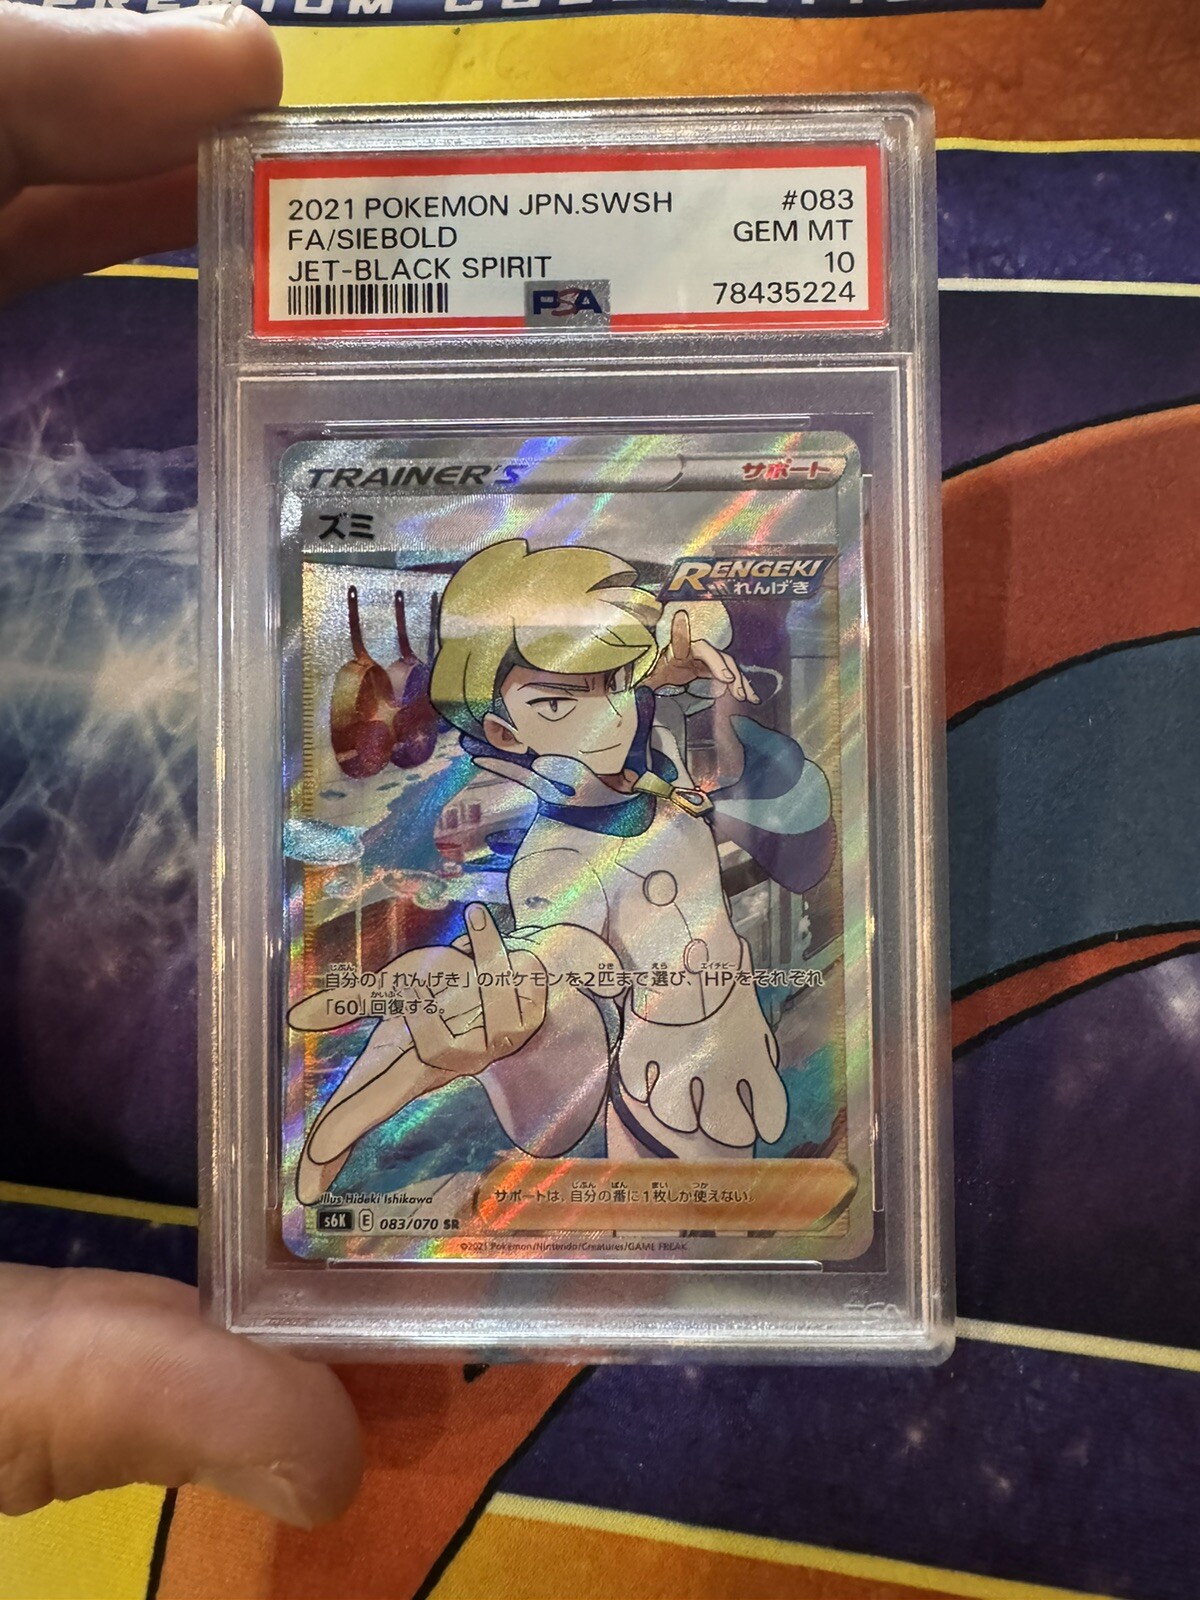 PREMIUM COLLECTION
2021 POKEMON JPN.SWSH #083
FA/SIEBOLD GEM MT
JET-BLACK SPIRIT 10
PSA 78435224
TRAINER'S サポート
ズミ
RENGEKI
れんげき
自分の「れんげき」のポケモンを2匹まで選び、HPをそれぞれ
「60」回復する。
Illus. Hideki Ishikawa
サポートは、自分の番に1枚しか使えない。
s6K E 083/070 SR
©2021 Pokémon/Nintendo/Creatures/GAME FREAK.